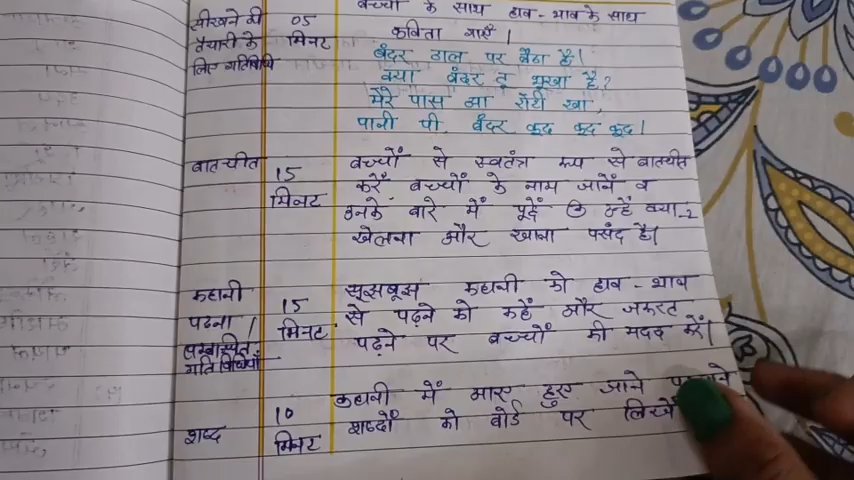 बच्चों के साथ हाव-भाव के साथ
सीखने की 05 कविता गाएँ।
तैयारी के मिनट
लिए गतिविधि बंदर डाल पर बैठा है।
क्या बंदर तू भूखा है?
मेरे पास आ रोटी खा,
पानी पी बंदर कूद कूद कूद।
बातचीत 15 बच्चों से स्वतंत्र रूप से बातचीत
मिनट करें बच्चों के नाम जानें व
उनके बारे में पूछें कि उन्हें क्या-2
खेलना और खाना पसंद है।
कहानी 15 सूसबूस कहानी को हाव-भाव
पढना / मिनट से पढ़ने को कहें और जरूरत
सम्बन्धित पढ़ने पर बच्चों की मदद करें।
गतिविधियाँ
कहानी में आए हुए जाने
शब्द 10 शब्दों को बोर्ड पर लिखें
मिनट